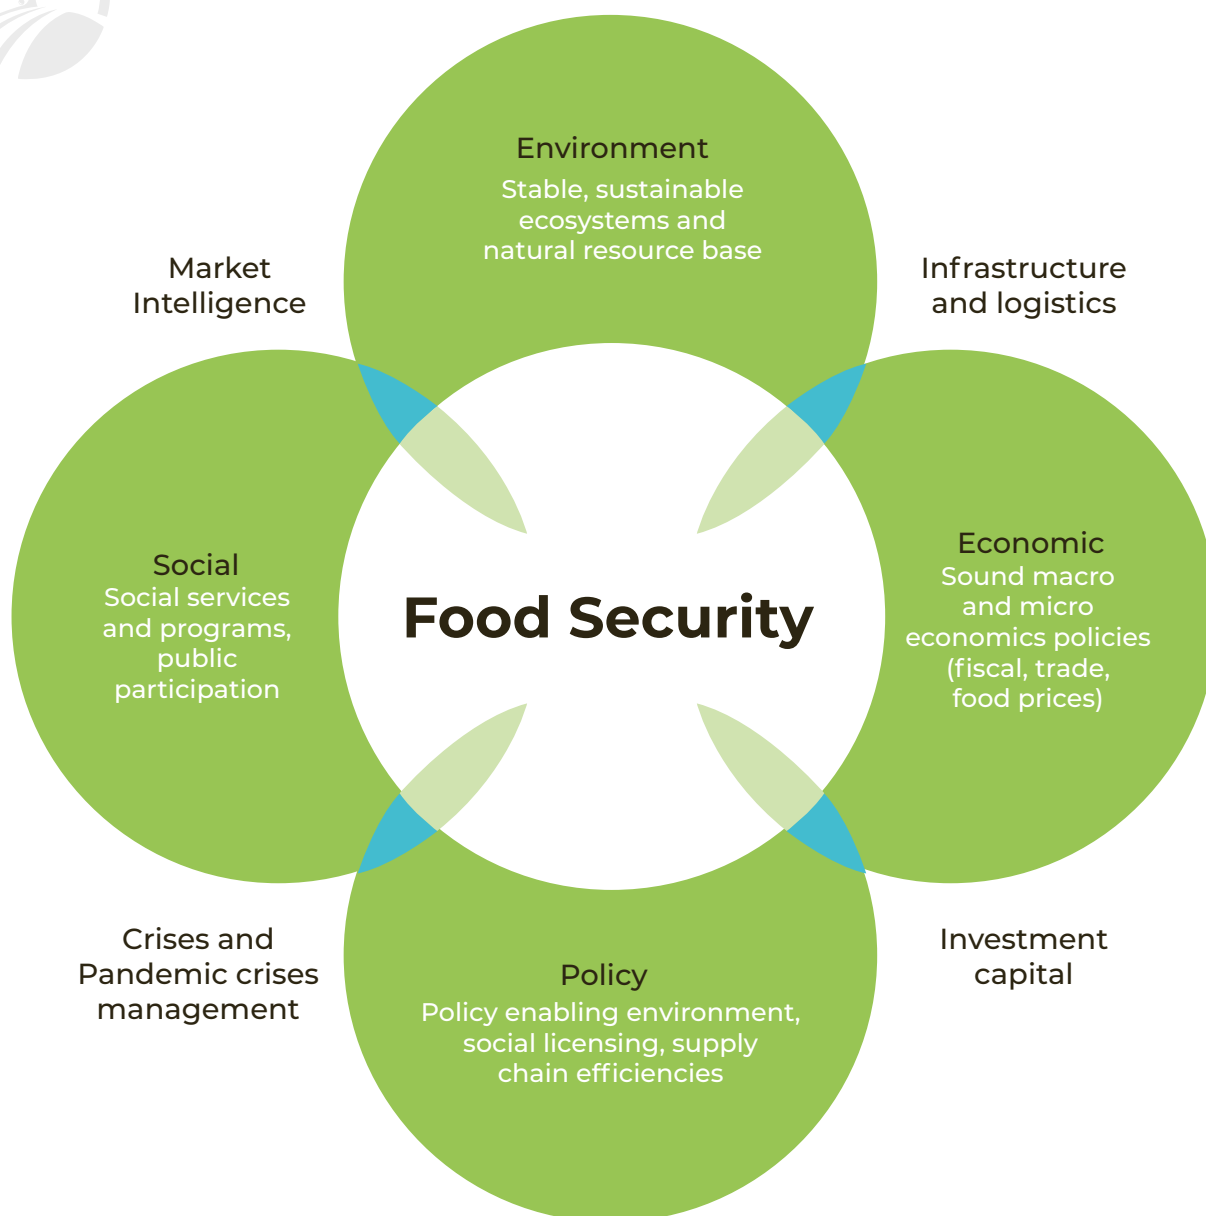 Environment
Stable, sustainable
ecosystems and
natural resource base
Market
Intelligence
Infrastructure
and logistics
Social
Social services
and programs,
public
participation
Food Security
Economic
Sound macro
and micro
economics policies
(fiscal, trade,
food prices)
Crises and
Pandemic crises
management
Policy
Policy enabling environment,
social licensing, supply
chain efficiencies
Investment
capital